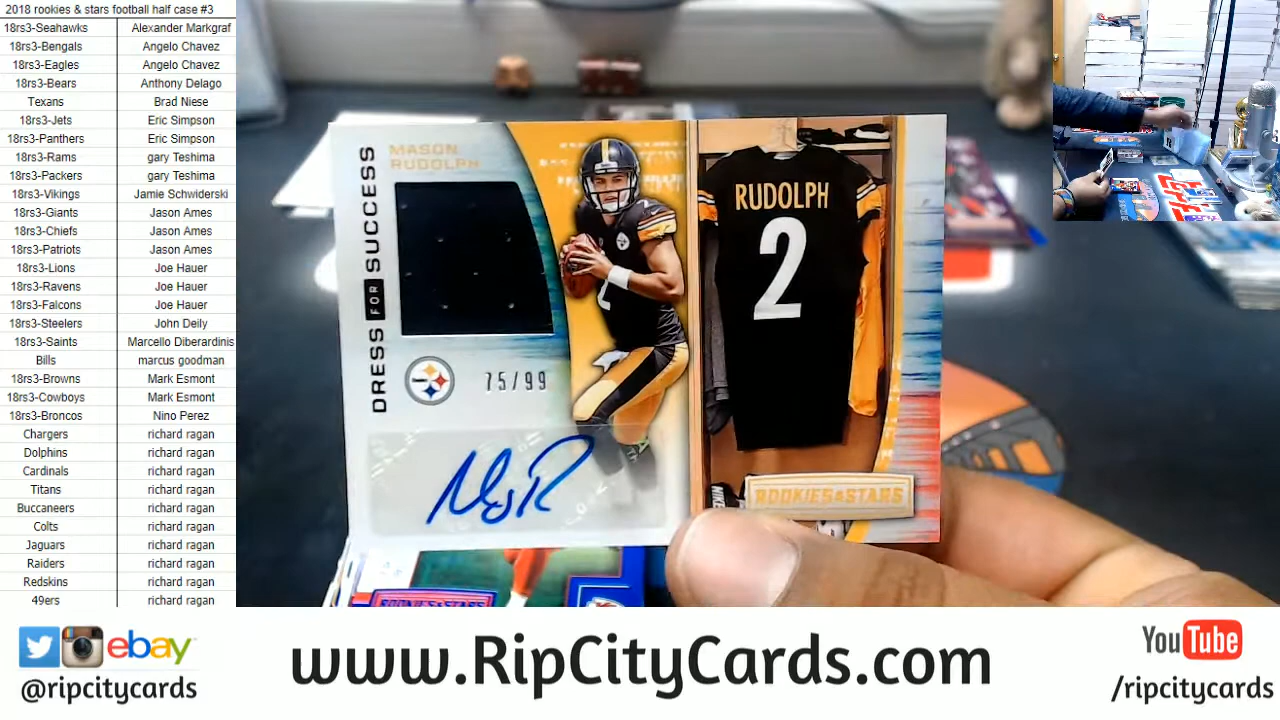 2018 rookies & stars football half case #3
18rs3-Seahawks Alexander Markgraf
18rs3-Bengals Angelo Chavez
18rs3-Eagles Angelo Chavez
18rs3-Bears Anthony Delago
Texans Brad Niese
18rs3-Jets Eric Simpson
18rs3-Panthers Eric Simpson
18rs3-Rams gary Teshima
18rs3-Packers gary Teshima
18rs3-Vikings Jamie Schwiderski
18rs3-Giants Jason Ames
18rs3-Chiefs Jason Ames
18rs3-Patriots Jason Ames
18rs3-Lions Joe Hauer
18rs3-Ravens Joe Hauer
18rs3-Falcons Joe Hauer
18rs3-Steelers John Deily
18rs3-Saints Marcello Diberardinis
Bills marcus goodman
18rs3-Browns Mark Esmont
18rs3-Cowboys Mark Esmont
18rs3-Broncos Nino Perez
Chargers richard ragan
Dolphins richard ragan
Cardinals richard ragan
Titans richard ragan
Buccaneers richard ragan
Colts richard ragan
Jaguars richard ragan
Raiders richard ragan
Redskins richard ragan
49ers richard ragan
DRESS FOR SUCCESS
MASON
RUDOLPH
75/99
RUDOLPH
2
ROOKIES&STARS
ROOKIES&STARS
ebay
@ripcitycards
www.RipCityCards.com
YouTube
/ripcitycards